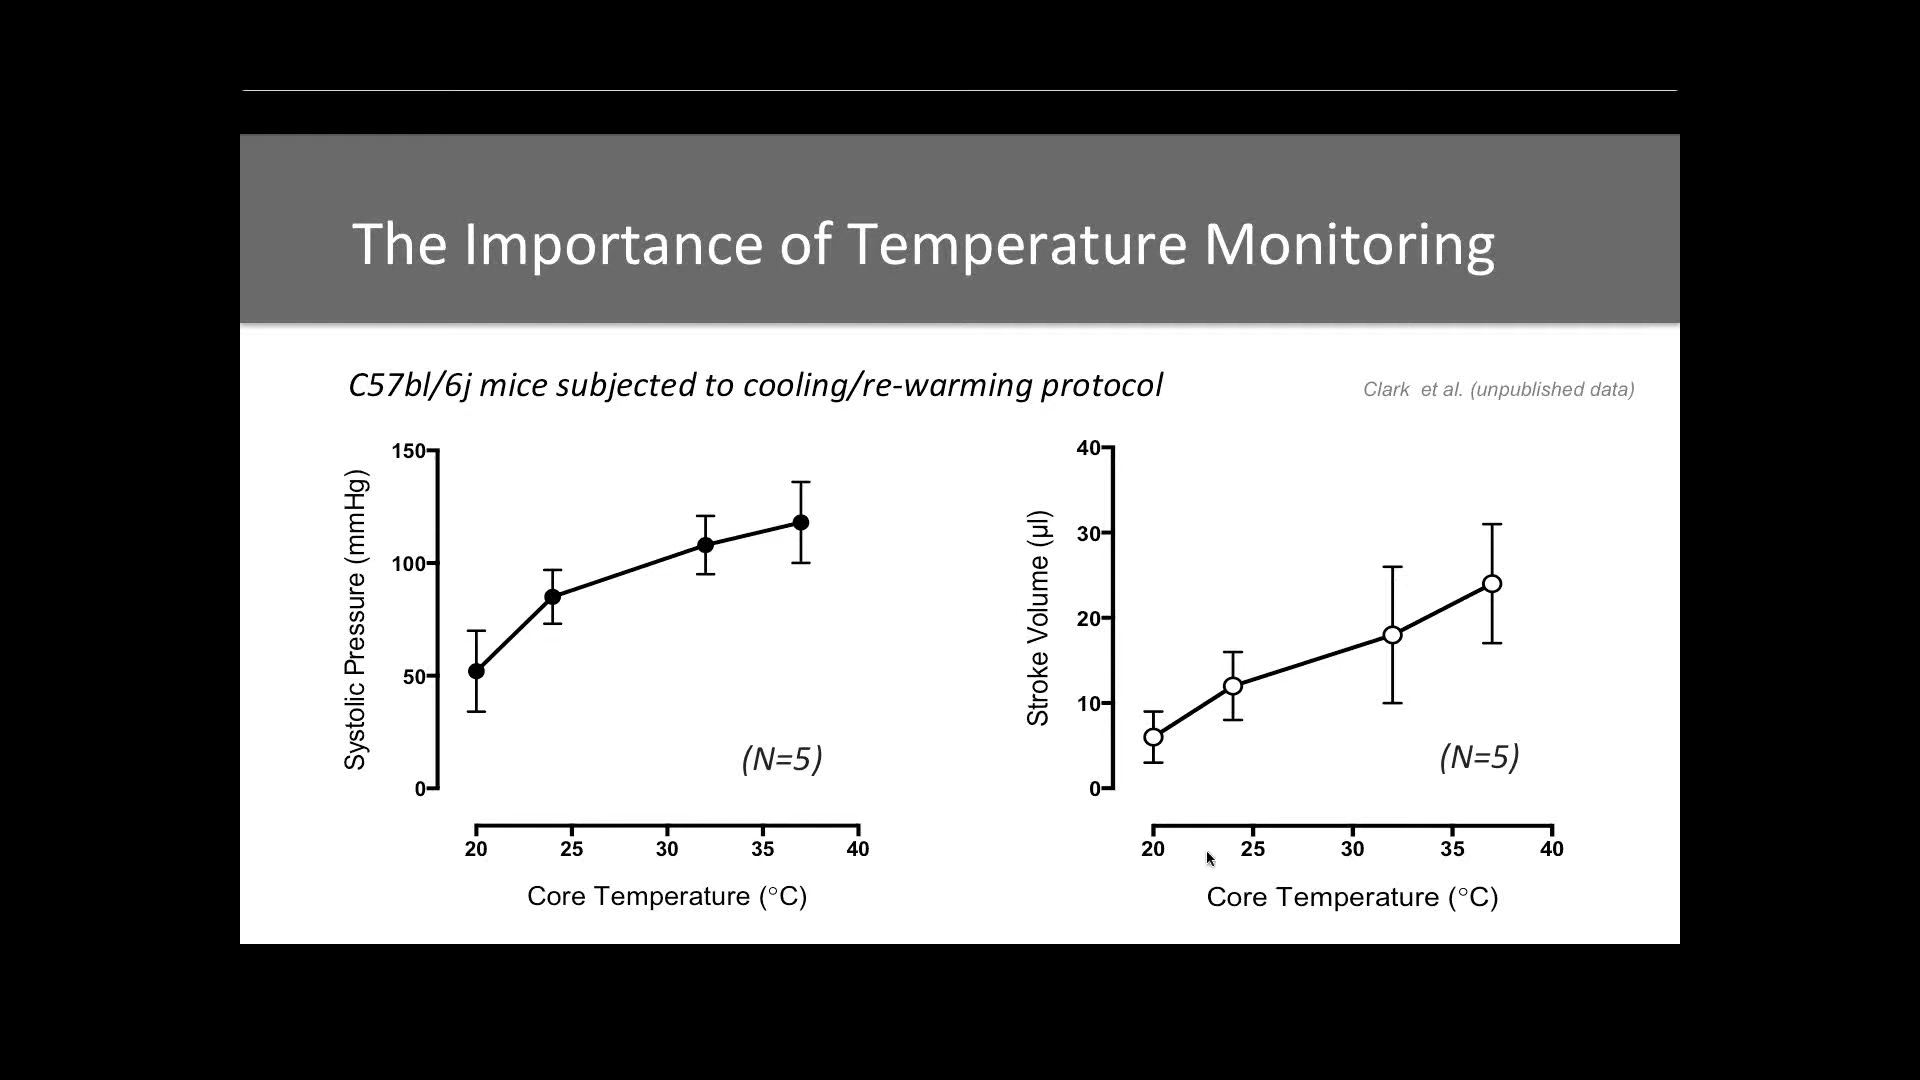 The Importance of Temperature Monitoring
C57bl/6j mice subjected to cooling/re-warming protocol
Clark et al. (unpublished data)
Systolic Pressure (mmHg)
150
100
50
0
(N=5)
20 25 30 35 40
Core Temperature (°C)
Stroke Volume (µl)
40
30
20
10
0
(N=5)
20 25 30 35 40
Core Temperature (°C)